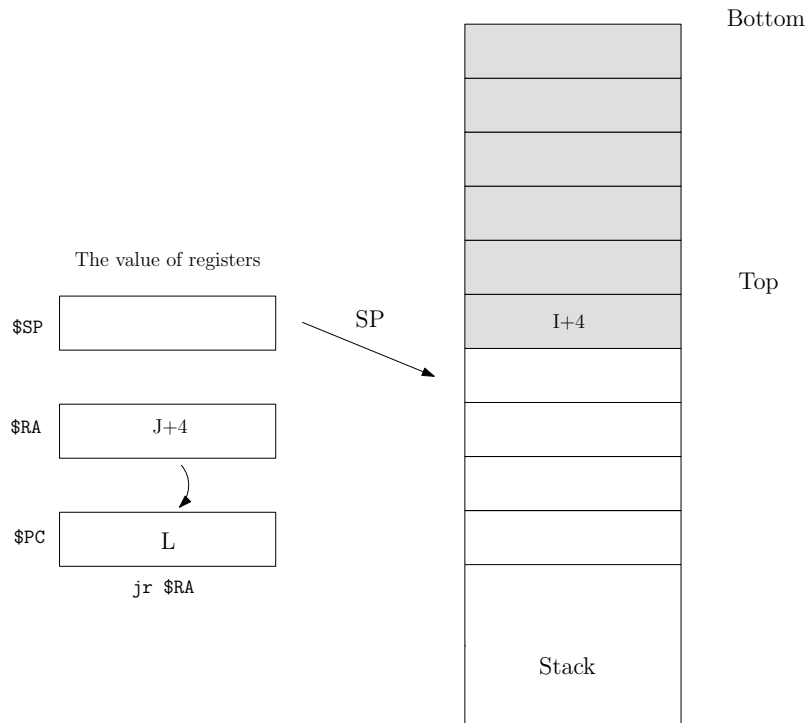 Bottom
The value of registers
Top
$SP
SP
I+4
$RA
J+4
$PC
L
jr $RA
Stack